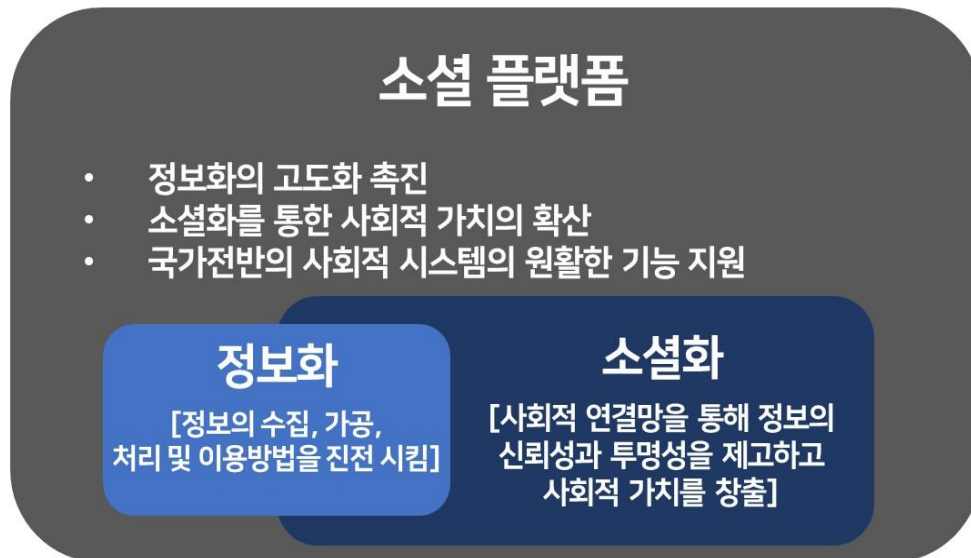 소셜 플랫폼
• 정보화의 고도화 촉진
• 소셜화를 통한 사회적 가치의 확산
• 국가전반의 사회적 시스템의 원활한 기능 지원
정보화
[정보의 수집, 가공,
처리 및 이용방법을 진전 시킴]
소셜화
[사회적 연결망을 통해 정보의
신뢰성과 투명성을 제고하고
사회적 가치를 창출]